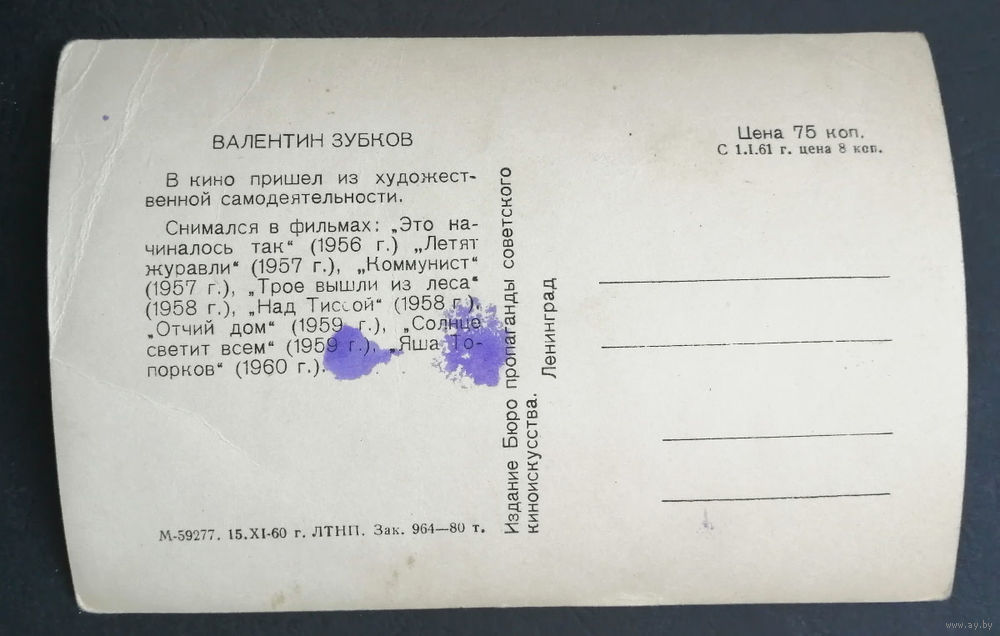 ВАЛЕНТИН ЗУБКОВ
В кино пришел из художест-
венной самодеятельности.
Снимался в фильмах: „Это на-
чиналось так“ (1956 г.) „Летят
журавли“ (1957 г.), „Коммунист“
(1957 г.), „Трое вышли из леса“
(1958 г.), „Над Тиссой“ (1958 г.),
„Отчий дом“ (1959 г.), „Солнце
светит всем“ (1959 г.), „Яша То-
порков“ (1960 г.).
М-59277. 15.XI-60 г. ЛТНП. Зак. 964—80 т.
Издание Бюро пропаганды советского
киноискусства. Ленинград
Цена 75 коп.
С 1.I.61 г. цена 8 коп.
www.ay.by